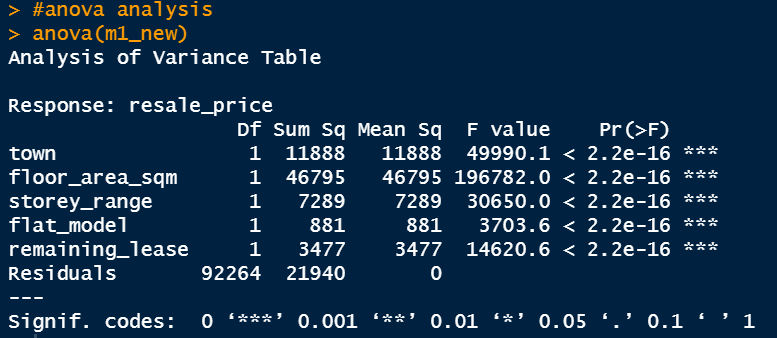 > #anova analysis
> anova(m1_new)
Analysis of Variance Table
Response: resale_price
Df Sum Sq Mean Sq F value Pr(>F)
town 1 11888 11888 49990.1 < 2.2e-16 ***
floor_area_sqm 1 46795 46795 196782.0 < 2.2e-16 ***
storey_range 1 7289 7289 30650.0 < 2.2e-16 ***
flat_model 1 881 881 3703.6 < 2.2e-16 ***
remaining_lease 1 3477 3477 14620.6 < 2.2e-16 ***
Residuals 92264 21940 0
---
Signif. codes: 0 ‘***’ 0.001 ‘**’ 0.01 ‘*’ 0.05 ‘.’ 0.1 ‘ ’ 1